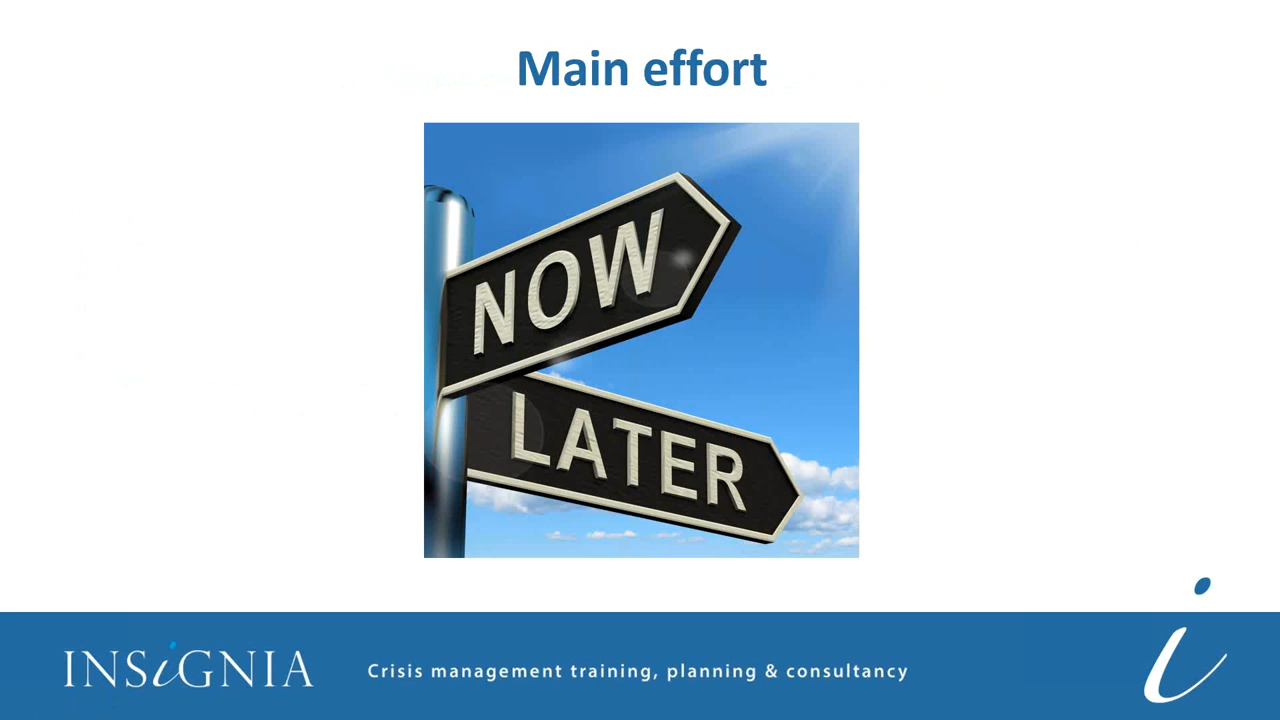 Main effort
NOW
LATER
INSiGNIA
Crisis management training, planning & consultancy
i